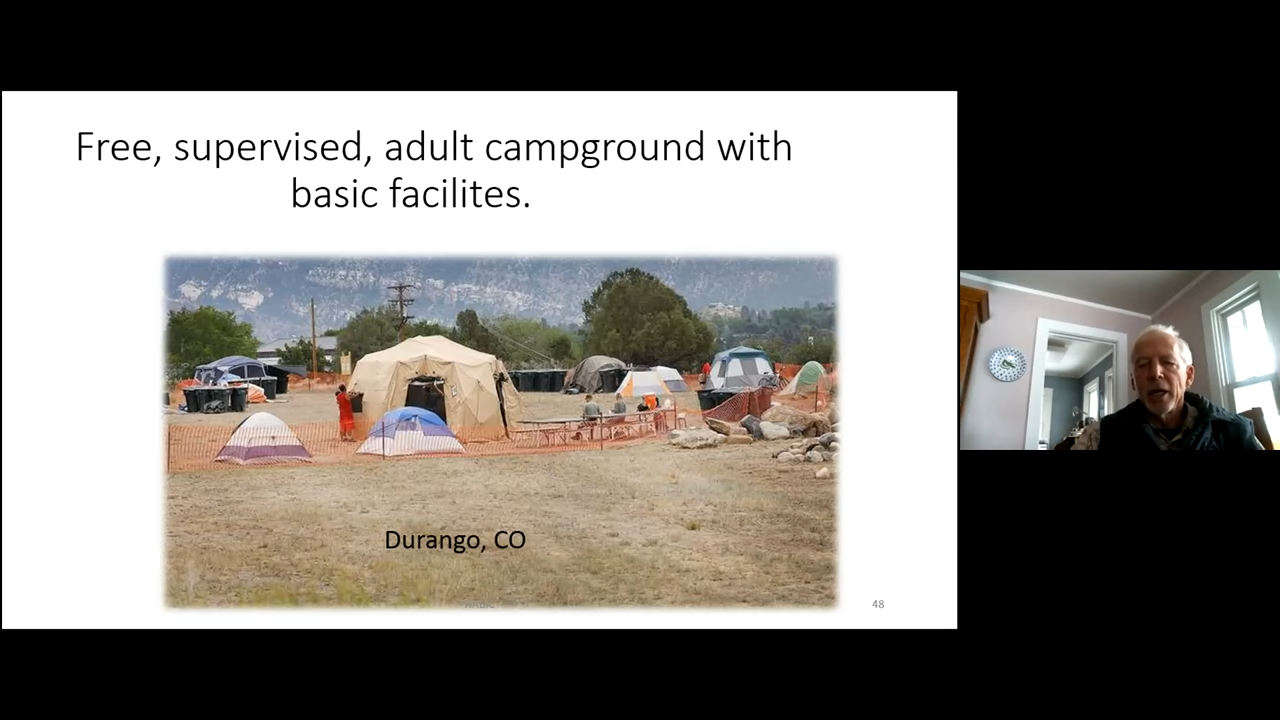 Free, supervised, adult campground with
basic facilites.
Durango, CO
48